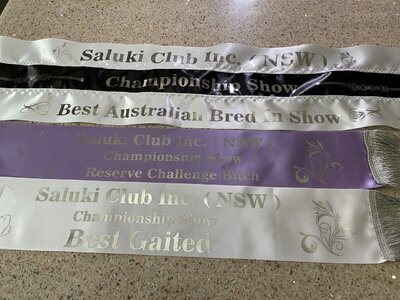 Saluki Club Inc. ( NSW )
Championship Show
Best Australian Bred In Show
Saluki Club Inc. ( NSW )
Championship Show
Reserve Challenge Bitch
Saluki Club Inc. ( NSW )
Championship Show
Best Gaited